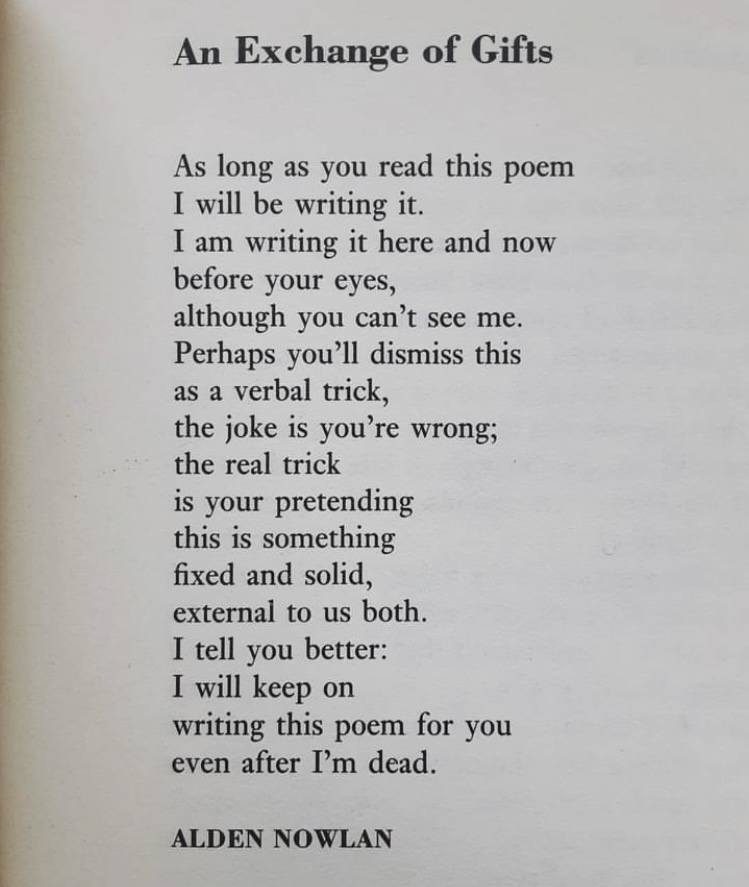 An Exchange of Gifts
As long as you read this poem
I will be writing it.
I am writing it here and now
before your eyes,
although you can't see me.
Perhaps you'll dismiss this
as a verbal trick,
the joke is you're wrong;
the real trick
is your pretending
this is something
fixed and solid,
external to us both.
I tell you better:
I will keep on
writing this poem for you
even after I'm dead.
ALDEN NOWLAN